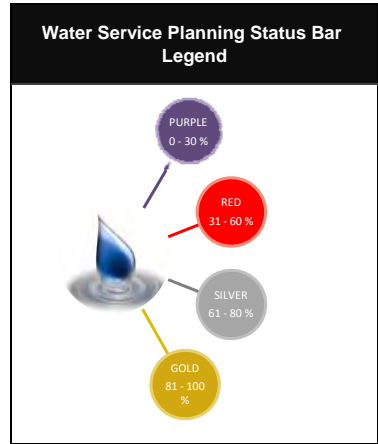 Water Service Planning Status Bar
Legend
PURPLE
0 - 30 %
RED
31 - 60 %
SILVER
61 - 80 %
GOLD
81 - 100
%